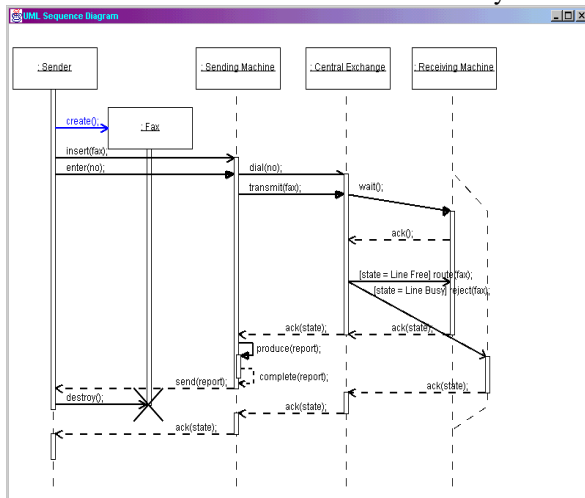 UML Sequence Diagram
: Sender
: Sending Machine
: Central Exchange
: Receiving Machine
create();
: Fax
insert(fax);
enter(no);
dial(no);
transmit(fax);
wait();
ack();
[state = Line Free] route(fax);
[state = Line Busy] reject(fax);
ack(state);
ack(state);
produce(report);
complete(report);
send(report);
ack(state);
destroy();
ack(state);
ack(state);